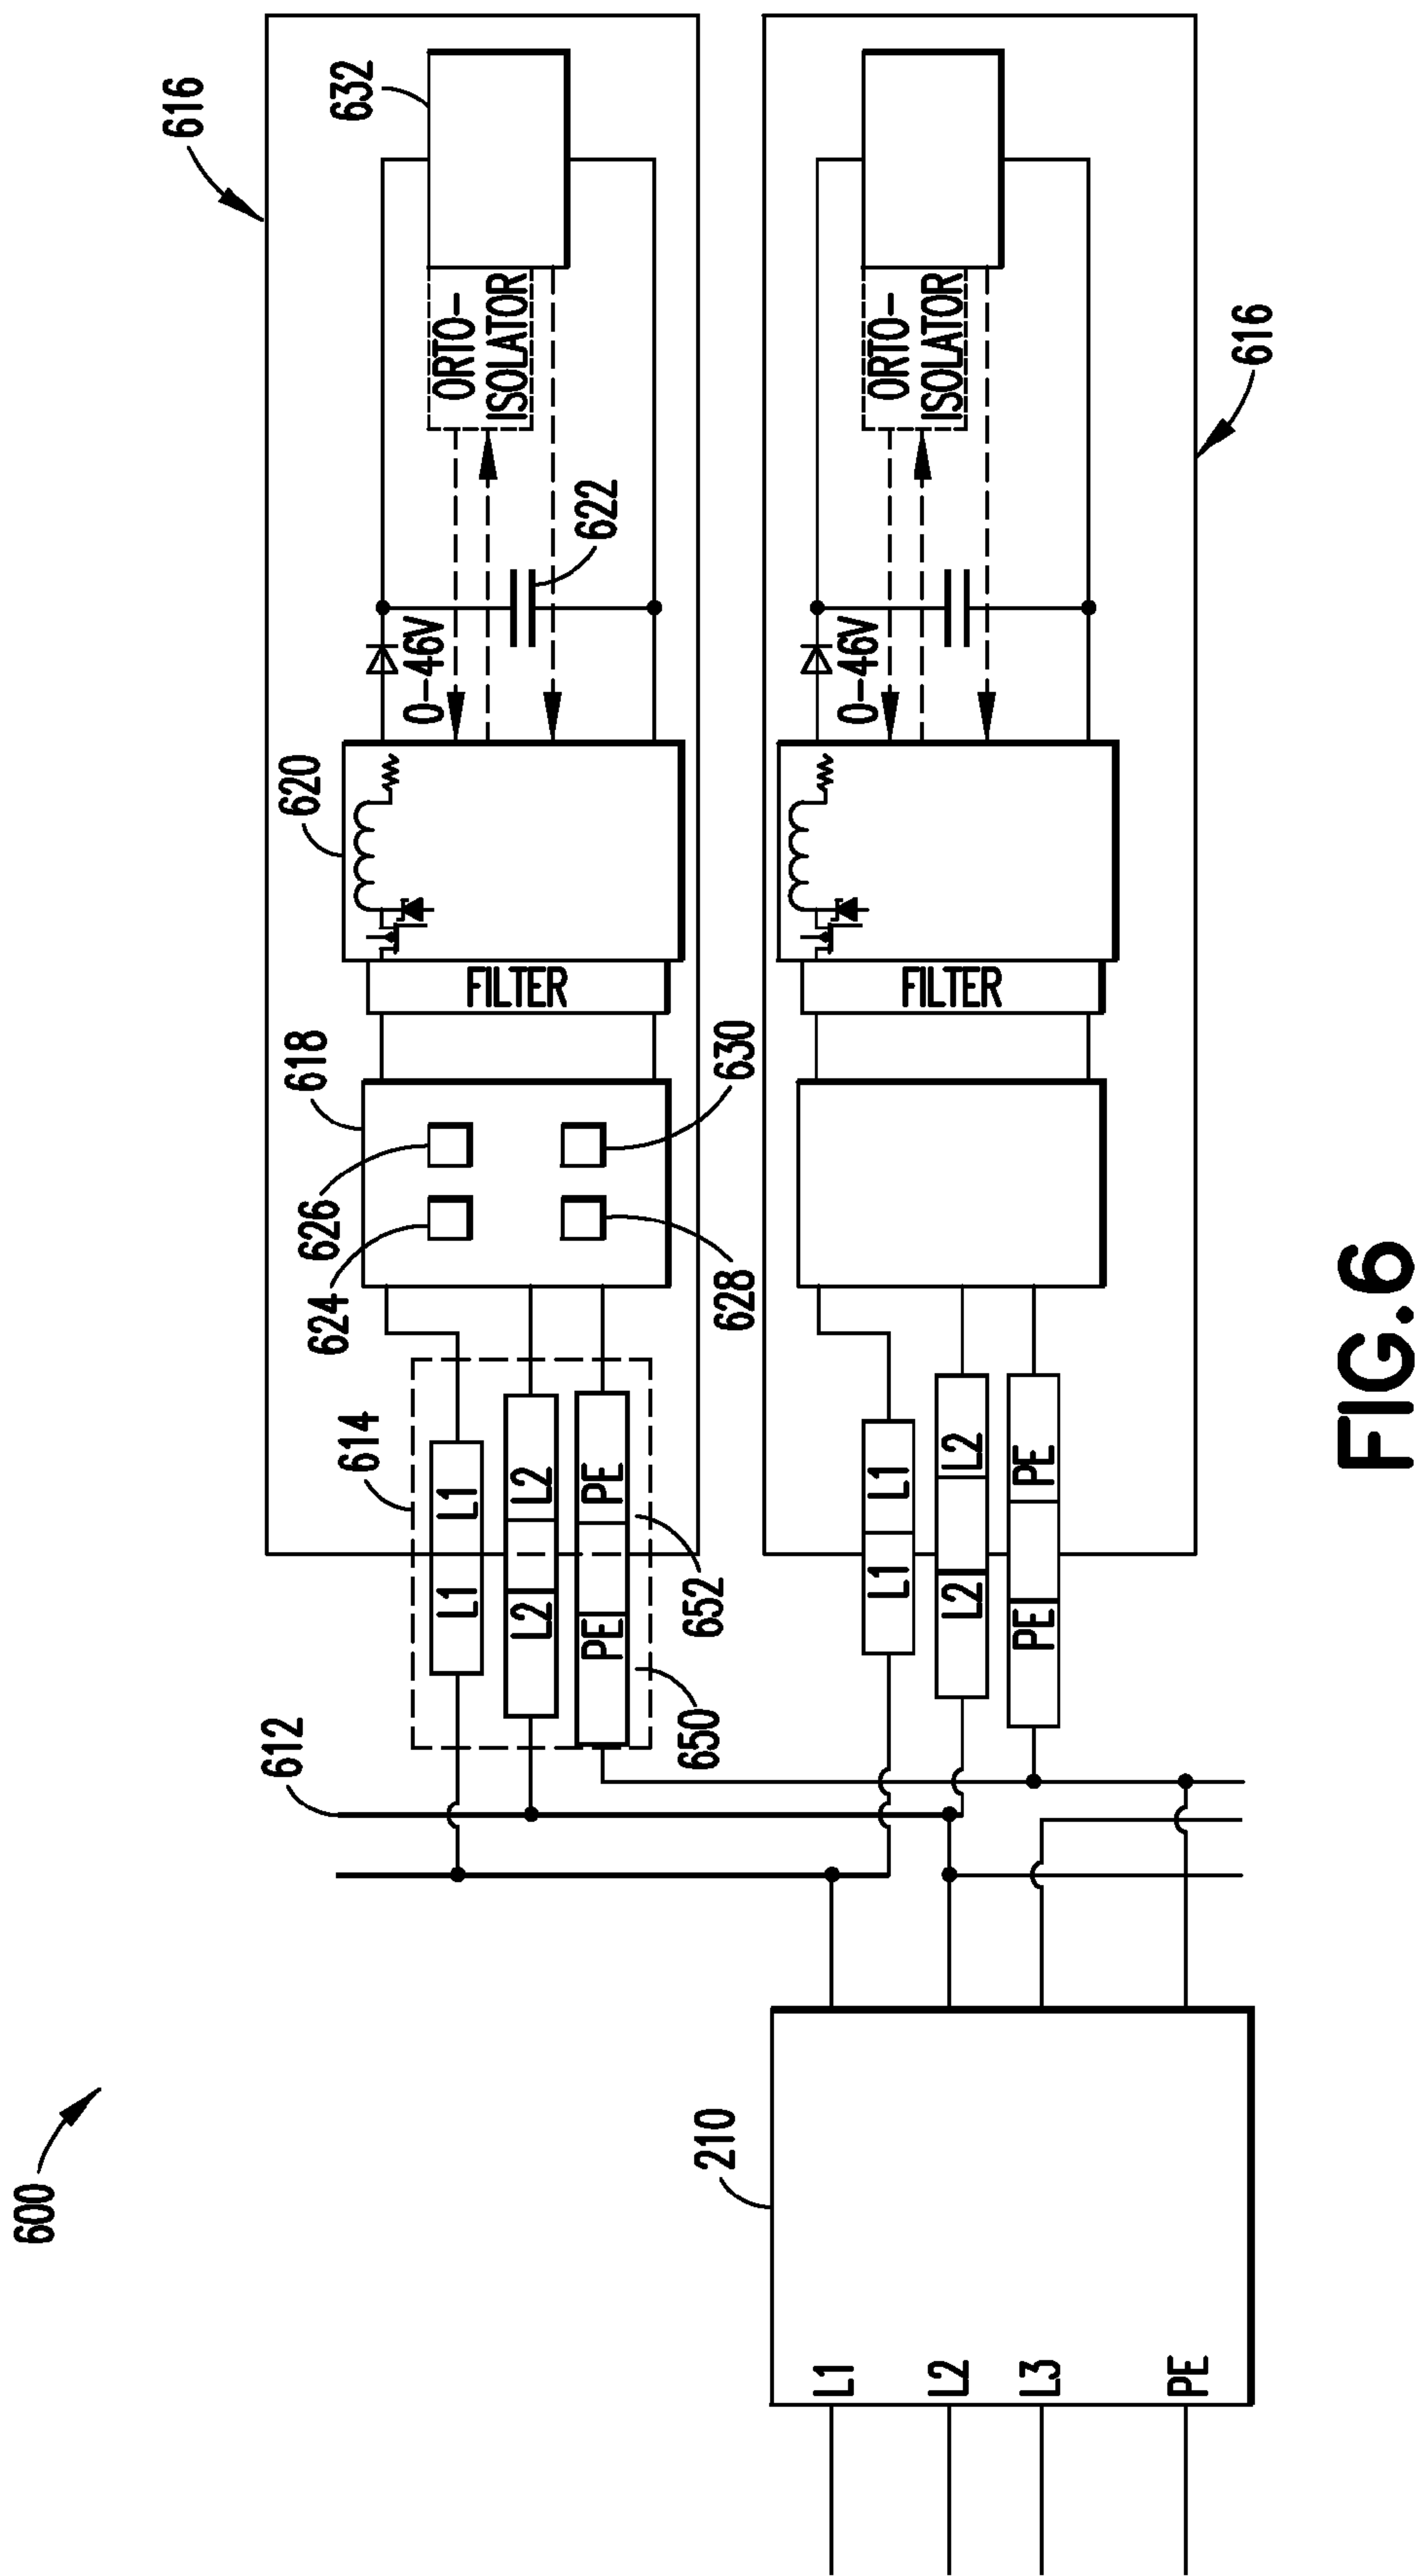 600
616
632
ORTO-
ISOLATOR
622
0-46V
620
FILTER
618
630
626
624
628
614
L1
L1
L2
L2
PE
PE
652
650
612
616
ORTO-
ISOLATOR
0-46V
FILTER
L1
L1
L2
L2
PE
PE
210
L1
L2
L3
PE
FIG.6